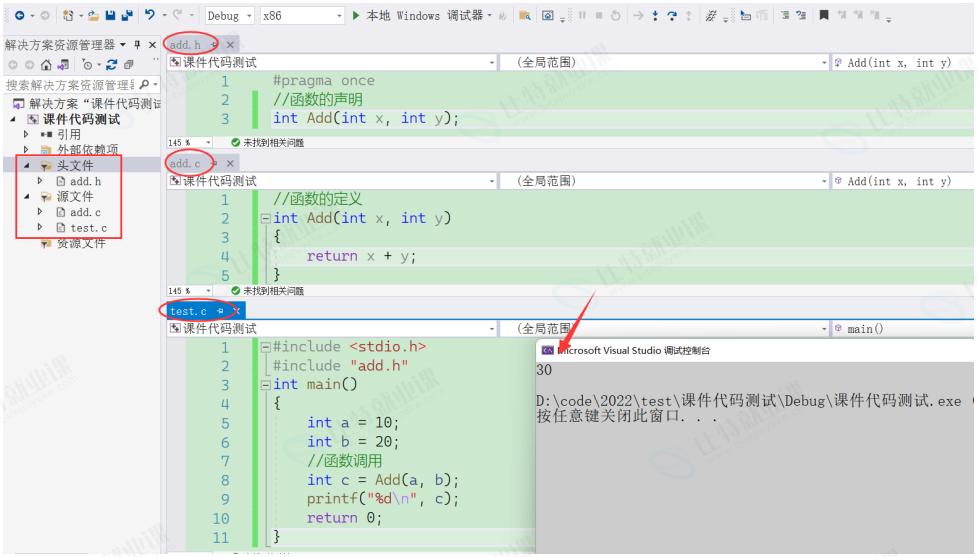 Debug x86 本地 Windows 调试器
解决方案资源管理器
搜索解决方案资源管理
解决方案“课件代码测试
课件代码测试
引用
外部依赖项
头文件
add.h
源文件
add.c
test.c
资源文件
add.h
课件代码测试 (全局范围) Add(int x, int y)
1 #pragma once
2 //函数的声明
3 int Add(int x, int y);
145 % 未找到相关问题
add.c
课件代码测试 (全局范围) Add(int x, int y)
1 //函数的定义
2 int Add(int x, int y)
3 {
4 return x + y;
5 }
145 % 未找到相关问题
test.c
课件代码测试 (全局范围) main()
1 #include <stdio.h>
2 #include "add.h"
3 int main()
4 {
5 int a = 10;
6 int b = 20;
7 //函数调用
8 int c = Add(a, b);
9 printf("%d\n", c);
10 return 0;
11 }
Microsoft Visual Studio 调试控制台
30
D:\code\2022\test\课件代码测试\Debug\课件代码测试.exe
按任意键关闭此窗口. . .
比特就业课